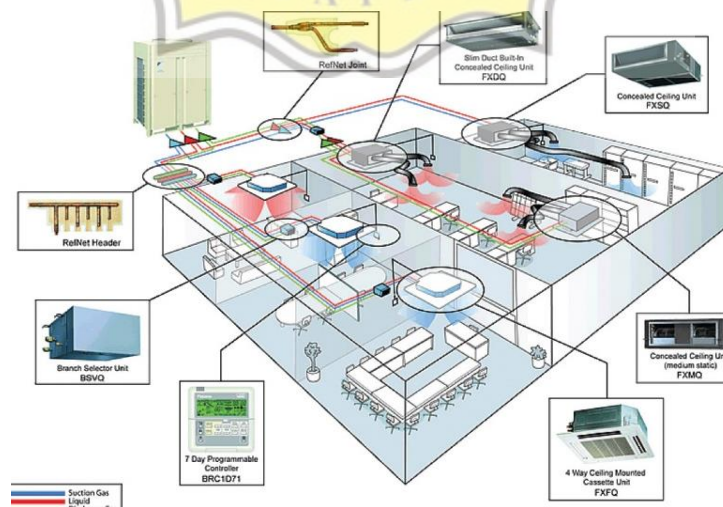 RefNet Joint
Slim Duct Built-In
Concealed Ceiling Unit
FXDQ
Concealed Ceiling Unit
FXSQ
RefNet Header
Branch Selector Unit
BSVQ
7 Day Programmable
Controller
BRC1D71
4 Way Ceiling Mounted
Cassette Unit
FXFQ
Concealed Ceiling Un
(medium static)
FXMQ
Suction Gas
Liquid